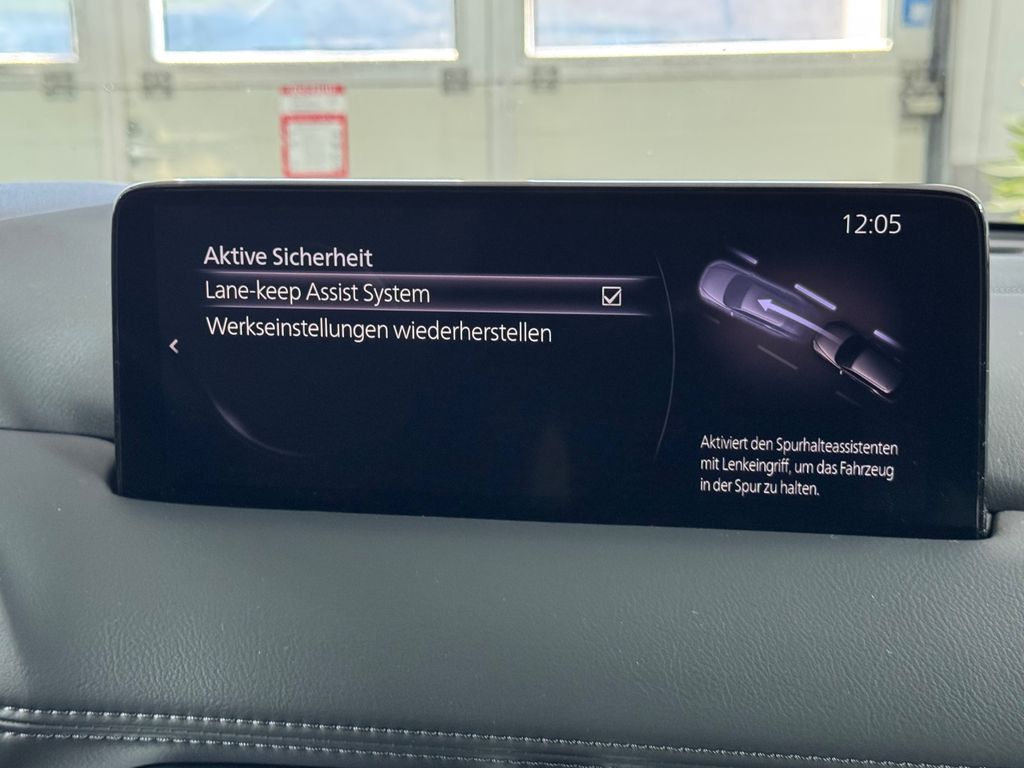 12:05
Aktive Sicherheit
Lane-keep Assist System
Werkseinstellungen wiederherstellen
Aktiviert den Spurhalteassistenten
mit Lenkeingriff, um das Fahrzeug
in der Spur zu halten.